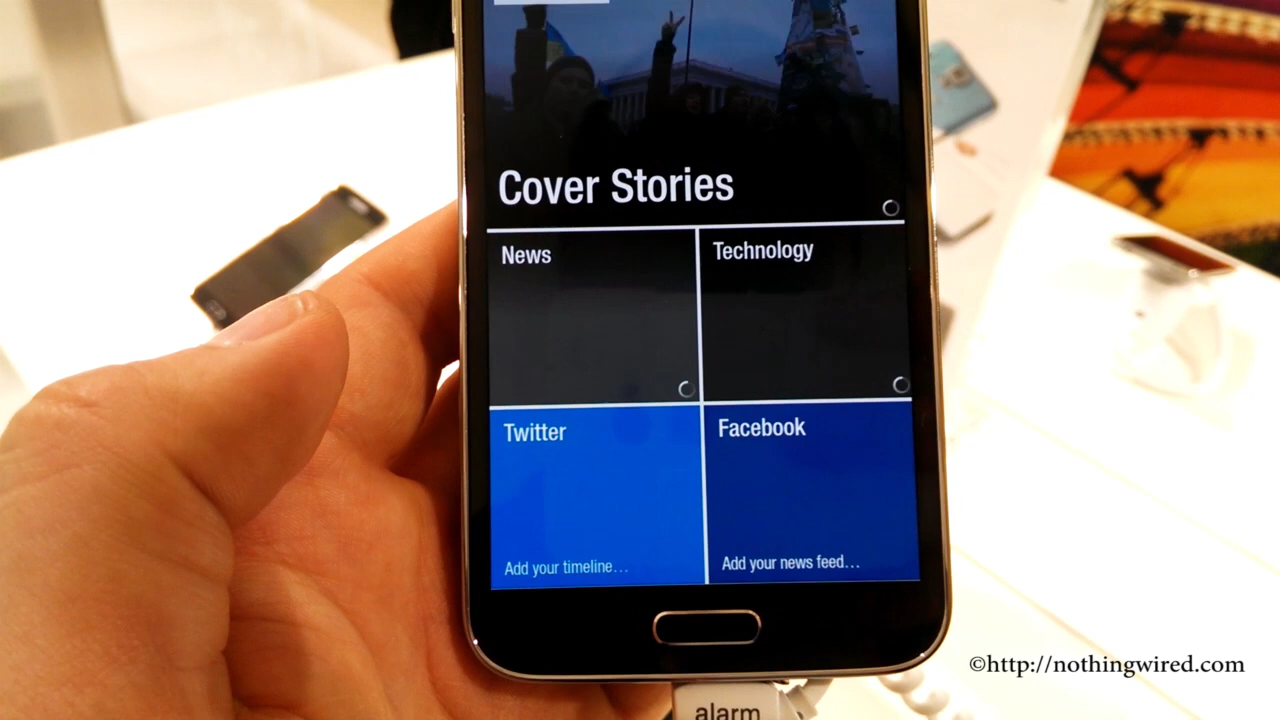 Cover Stories
News
Technology
Twitter
Facebook
Add your timeline...
Add your news feed...
©http://nothingwired.com
alarm